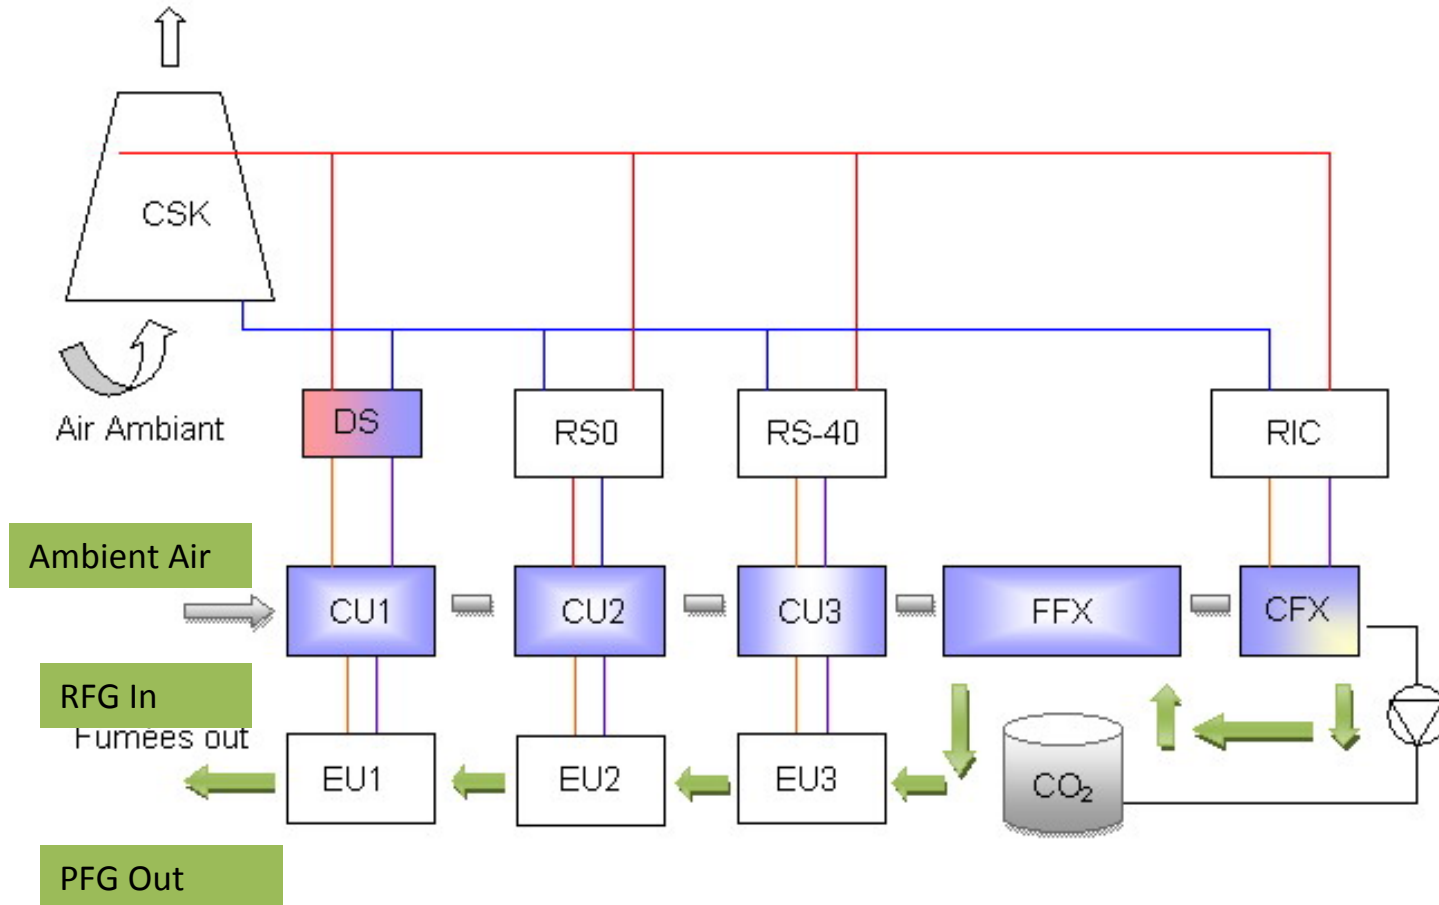 CSK
Air Ambiant
DS
RS0
RS-40
RIC
Ambient Air
CU1
CU2
CU3
FFX
CFX
RFG In
Fumées out
EU1
EU2
EU3
CO₂
PFG Out